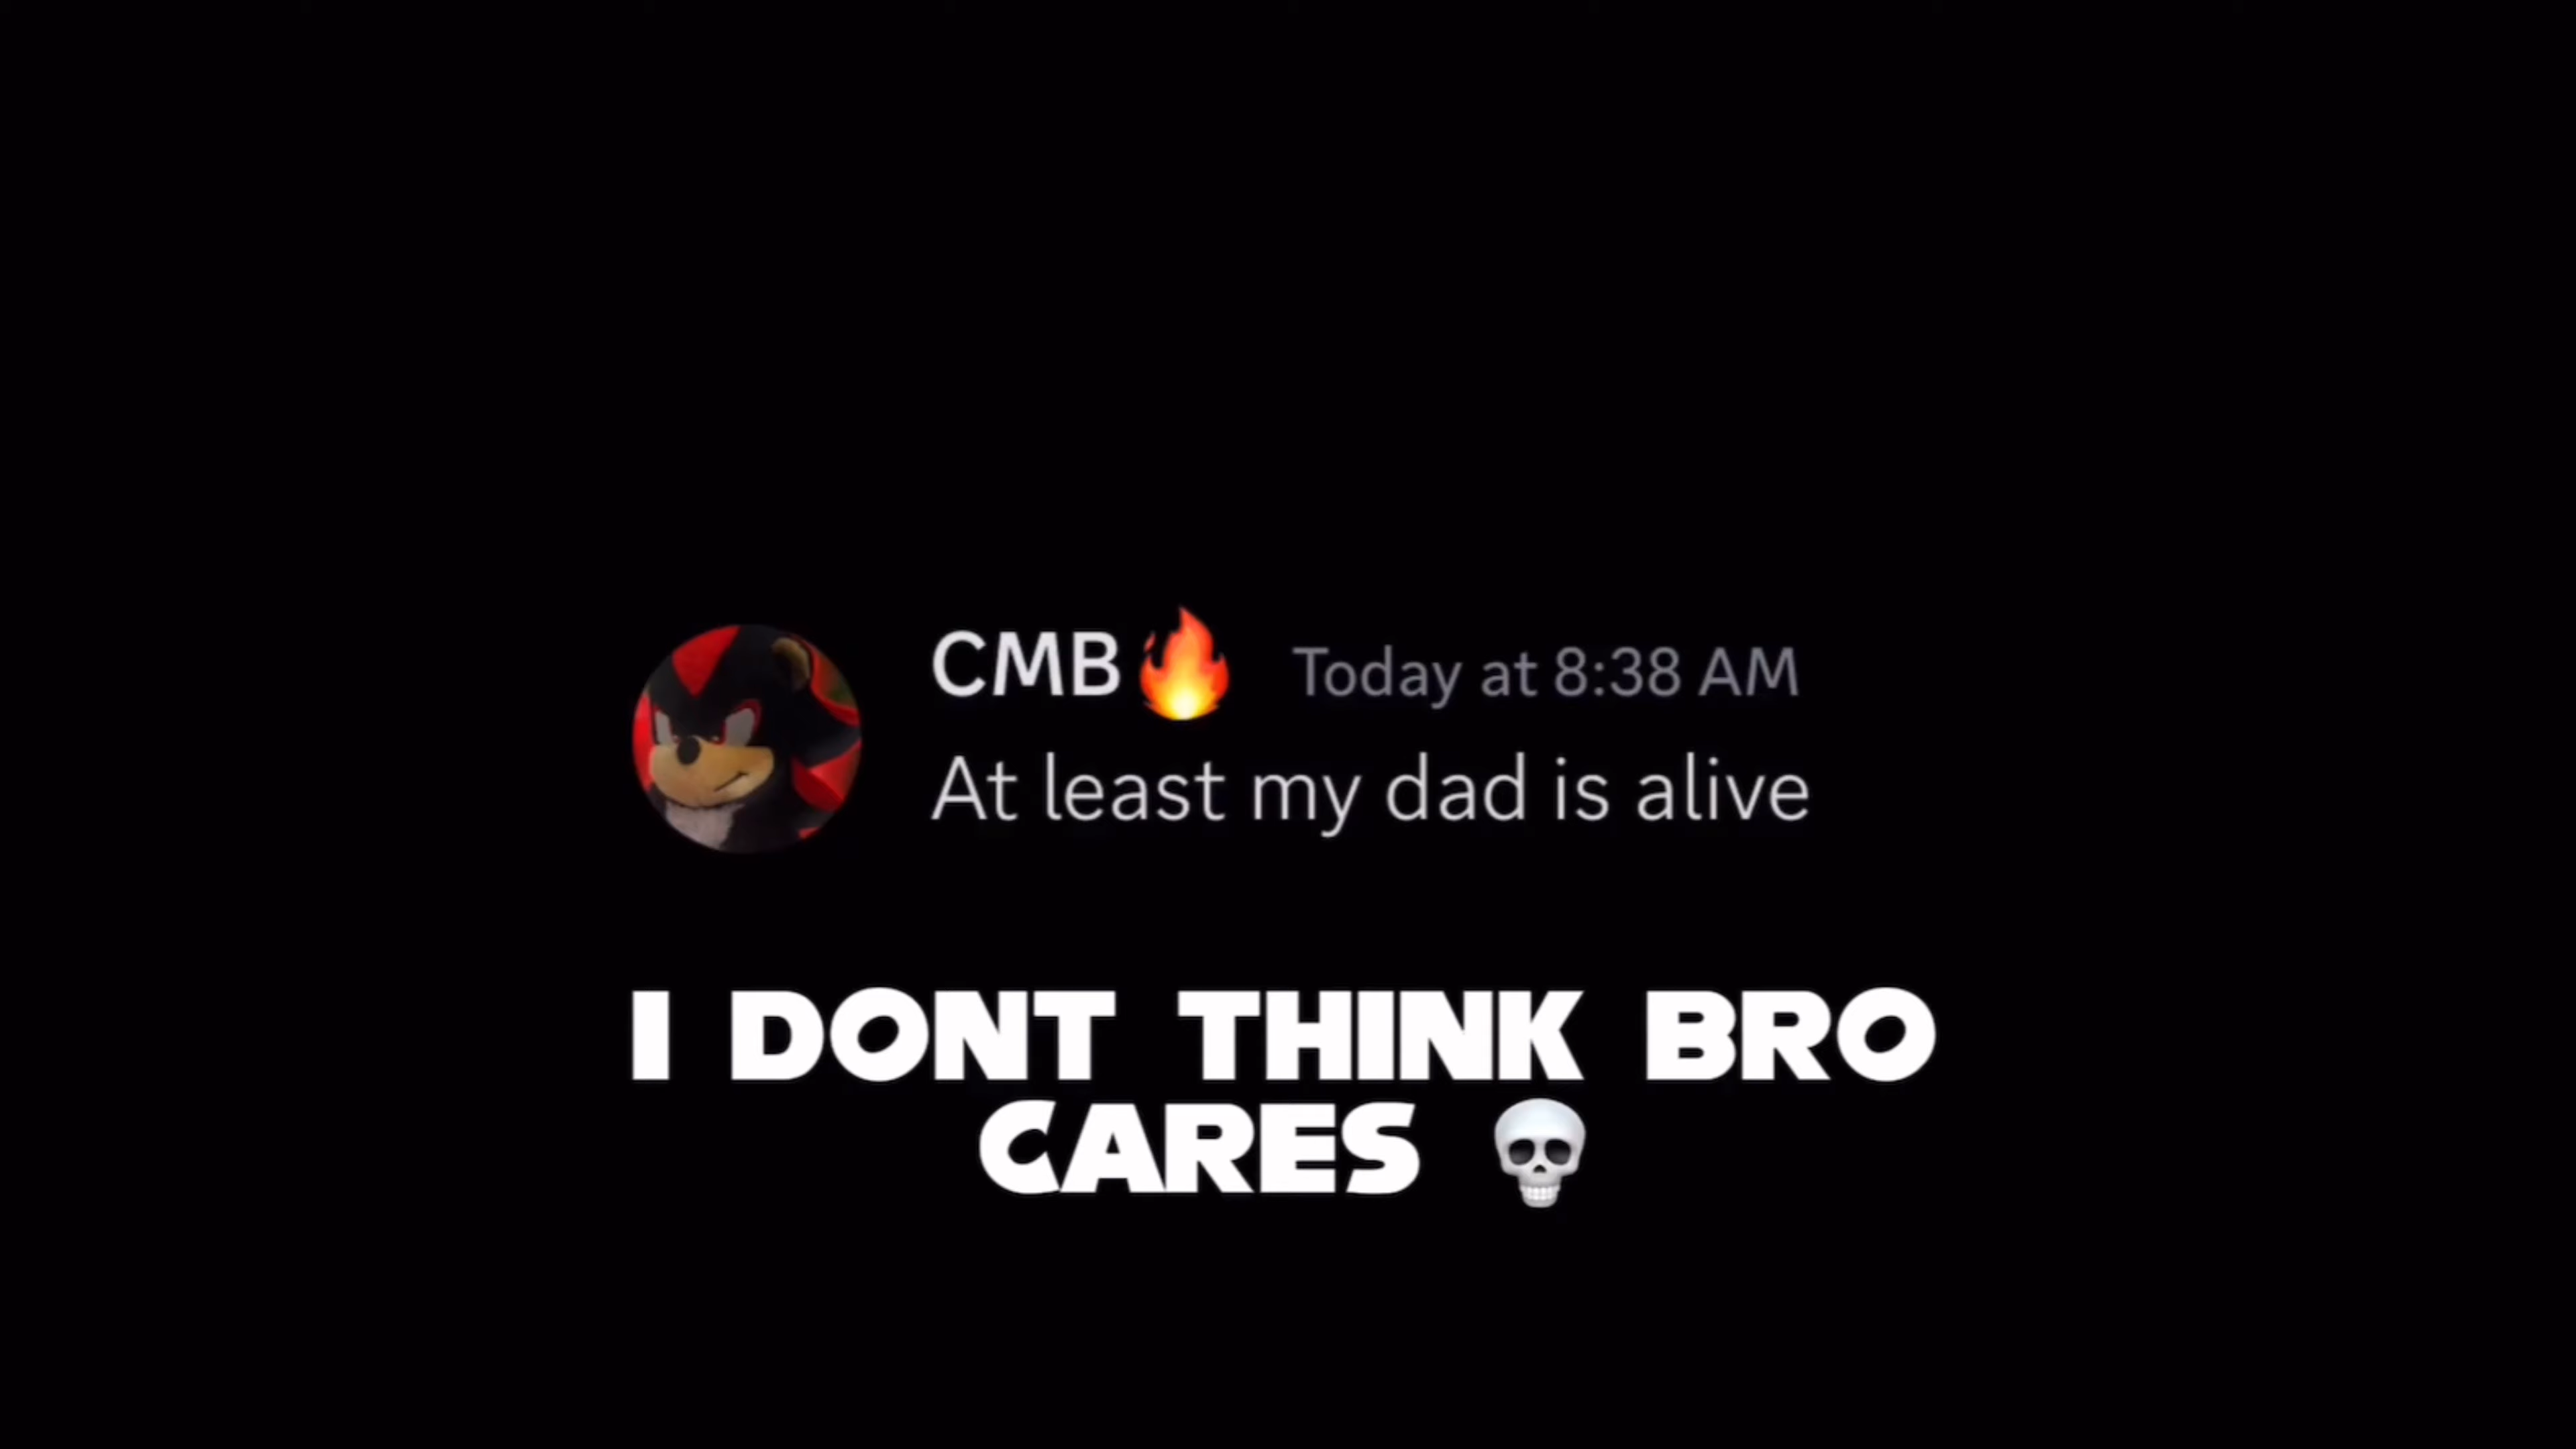 CMB🔥 Today at 8:38 AM
At least my dad is alive
I DONT THINK BRO
CARES 💀